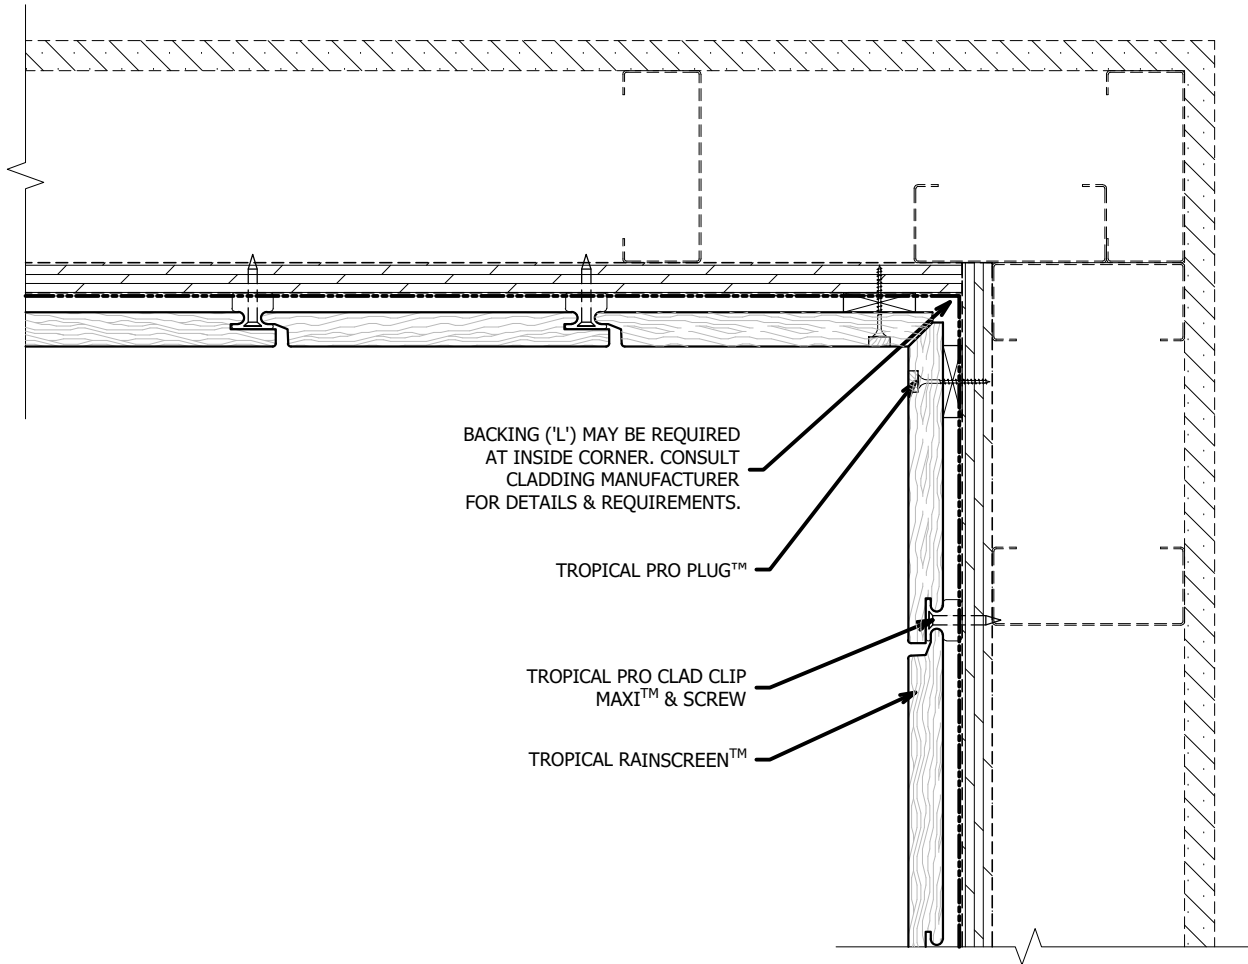 BACKING ('L') MAY BE REQUIRED
AT INSIDE CORNER. CONSULT
CLADDING MANUFACTURER
FOR DETAILS & REQUIREMENTS.
TROPICAL PRO PLUG™
TROPICAL PRO CLAD CLIP
MAXI™ & SCREW
TROPICAL RAINSCREEN™